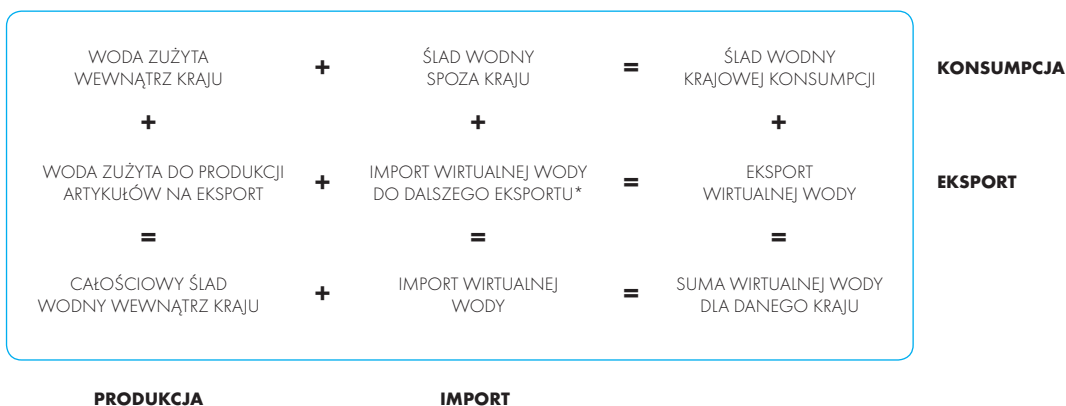 WODA ZUŻYTA
WEWNĄTRZ KRAJU
+
ŚLAD WODNY
SPOZA KRAJU
=
ŚLAD WODNY
KRAJOWEJ KONSUMPCJI
KONSUMPCJA
+ + +
WODA ZUŻYTA DO PRODUKCJI
ARTYKUŁÓW NA EKSPORT
+
IMPORT WIRTUALNEJ WODY
DO DALSZEGO EKSPORTU*
=
EKSPORT
WIRTUALNEJ WODY
EKSPORT
= = =
CAŁOŚCIOWY ŚLAD
WODNY WEWNĄTRZ KRAJU
+
IMPORT WIRTUALNEJ
WODY
=
SUMA WIRTUALNEJ WODY
DLA DANEGO KRAJU
PRODUKCJA
IMPORT